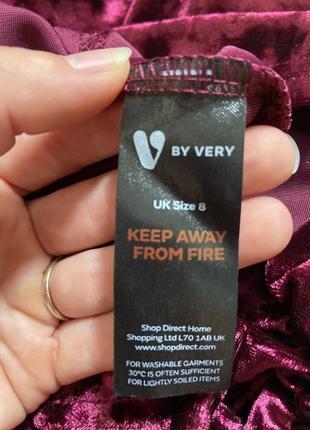 V BY VERY
UK Size 8
KEEP AWAY
FROM FIRE
Shop Direct Home
Shopping Ltd L70 1AB UK
www.shopdirect.com
FOR WASHABLE GARMENTS
30°C IS OFTEN SUFFICIENT
FOR LIGHTLY SOILED ITEMS